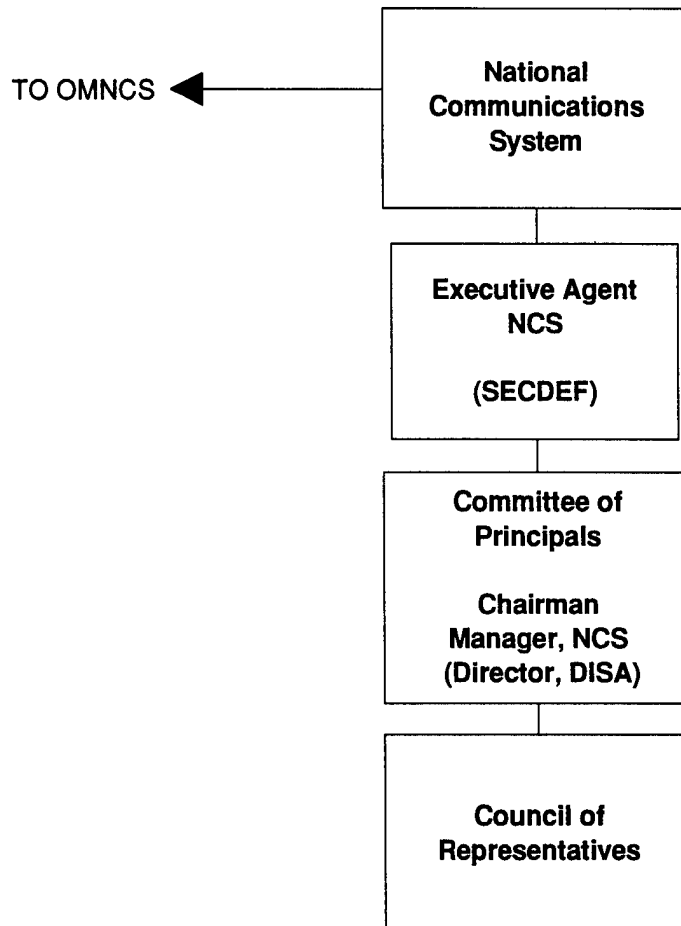 TO OMNCS
National
Communications
System
Executive Agent
NCS
(SECDEF)
Committee of
Principals
Chairman
Manager, NCS
(Director, DISA)
Council of
Representatives